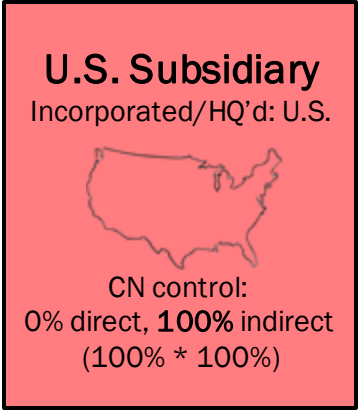 U.S. Subsidiary
Incorporated/HQ’d: U.S.
CN control:
0% direct, 100% indirect
(100% * 100%)